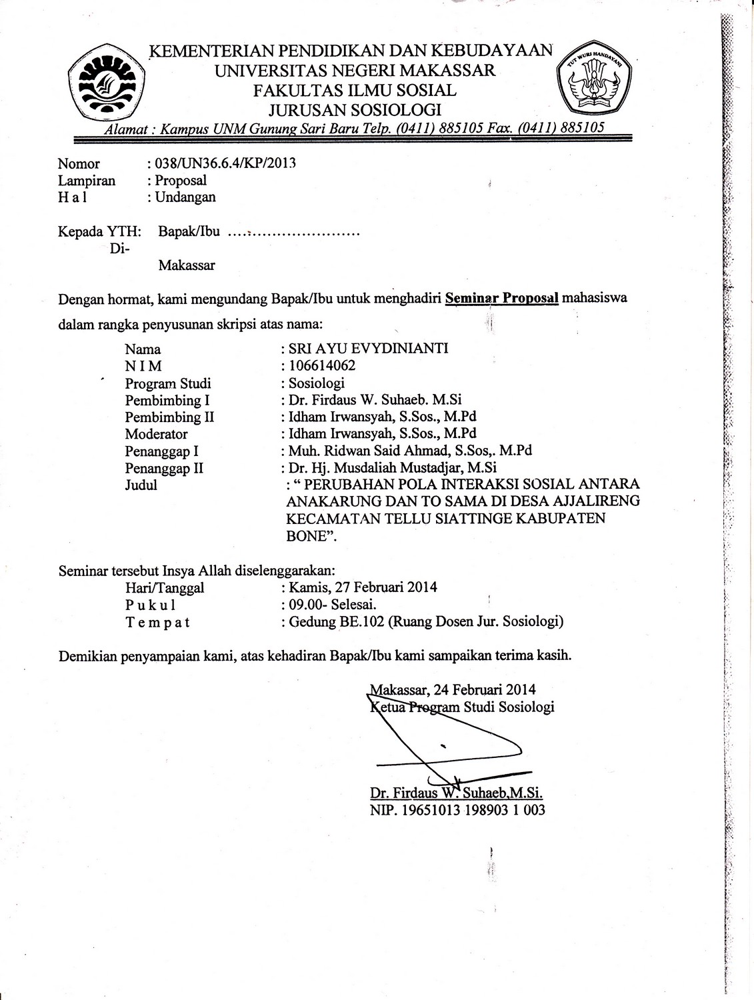 KEMENTERIAN PENDIDIKAN DAN KEBUDAYAAN
UNIVERSITAS NEGERI MAKASSAR
FAKULTAS ILMU SOSIAL
JURUSAN SOSIOLOGI
TUT WURI HANDAYANI
Alamat : Kampus UNM Gunung Sari Baru Telp. (0411) 885105 Fax. (0411) 885105
Nomor : 038/UN36.6.4/KP/2013
Lampiran : Proposal
H a l : Undangan
Kepada YTH: Bapak/Ibu ...........................
Di-
Makassar
Dengan hormat, kami mengundang Bapak/Ibu untuk menghadiri Seminar Proposal mahasiswa
dalam rangka penyusunan skripsi atas nama:
Nama : SRI AYU EVYDINIANTI
N I M : 106614062
Program Studi : Sosiologi
Pembimbing I : Dr. Firdaus W. Suhaeb. M.Si
Pembimbing II : Idham Irwansyah, S.Sos., M.Pd
Moderator : Idham Irwansyah, S.Sos., M.Pd
Penanggap I : Muh. Ridwan Said Ahmad, S.Sos,. M.Pd
Penanggap II : Dr. Hj. Musdaliah Mustadjar, M.Si
Judul : “ PERUBAHAN POLA INTERAKSI SOSIAL ANTARA
ANAKARUNG DAN TO SAMA DI DESA AJJALIRENG
KECAMATAN TELLU SIATTINGE KABUPATEN
BONE”.
Seminar tersebut Insya Allah diselenggarakan:
Hari/Tanggal : Kamis, 27 Februari 2014
P u k u l : 09.00- Selesai.
T e m p a t : Gedung BE.102 (Ruang Dosen Jur. Sosiologi)
Demikian penyampaian kami, atas kehadiran Bapak/Ibu kami sampaikan terima kasih.
Makassar, 24 Februari 2014
Ketua Program Studi Sosiologi
Dr. Firdaus W. Suhaeb,M.Si.
NIP. 19651013 198903 1 003